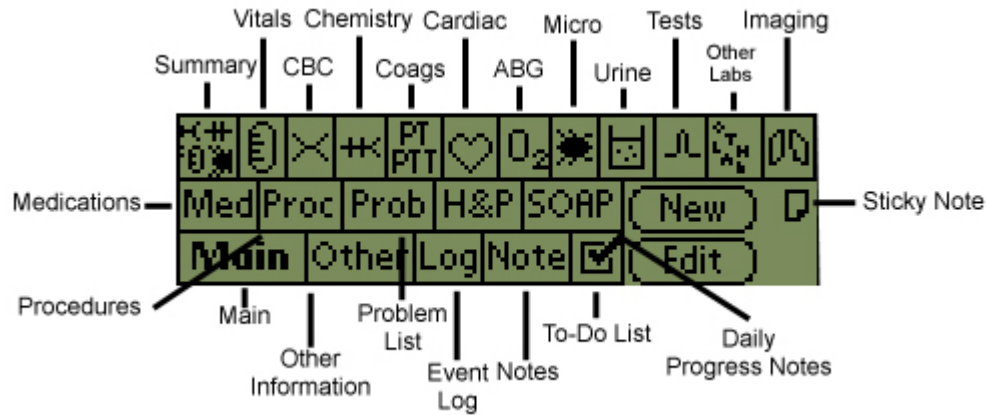 Vitals Chemistry Cardiac Micro Tests Imaging
Summary CBC Coags ABG Urine Other Labs
PT
PTT
O2
OTHLABS
Medications Med Proc Prob H&P SOAP New Sticky Note
Main Other Log Note Edit
Procedures Main Problem List To-Do List Daily Progress Notes
Other Information Event Log Notes